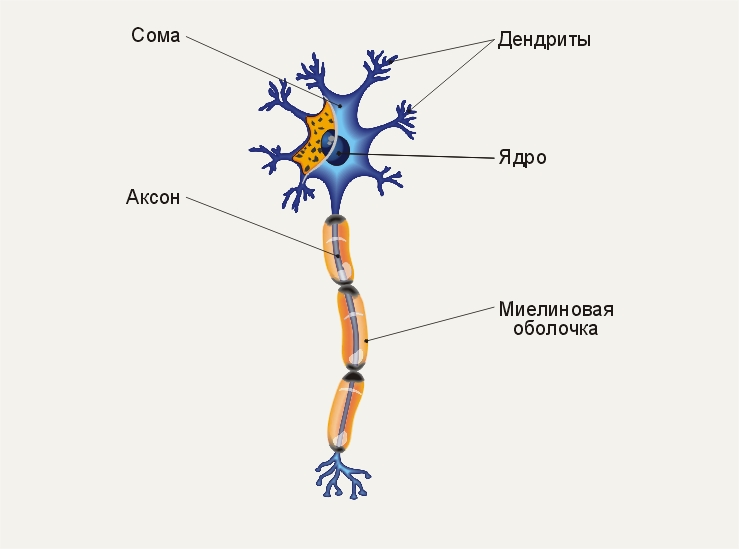 Сома
Дендриты
Ядро
Аксон
Миелиновая
оболочка